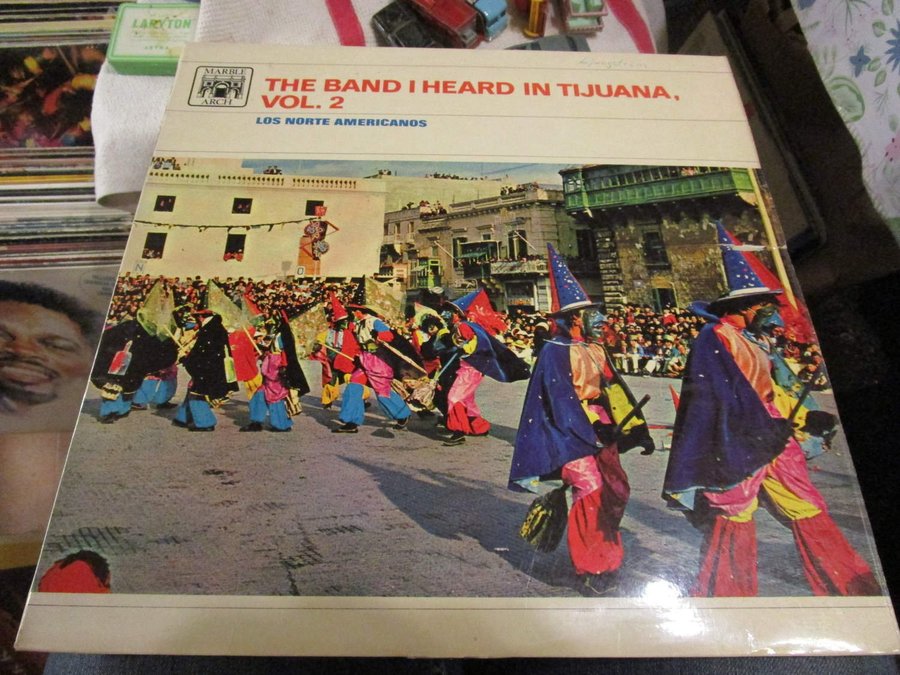 LARYTON
MARBLE
ARCH
THE BAND I HEARD IN TIJUANA,
VOL. 2
LOS NORTE AMERICANOS
N
O